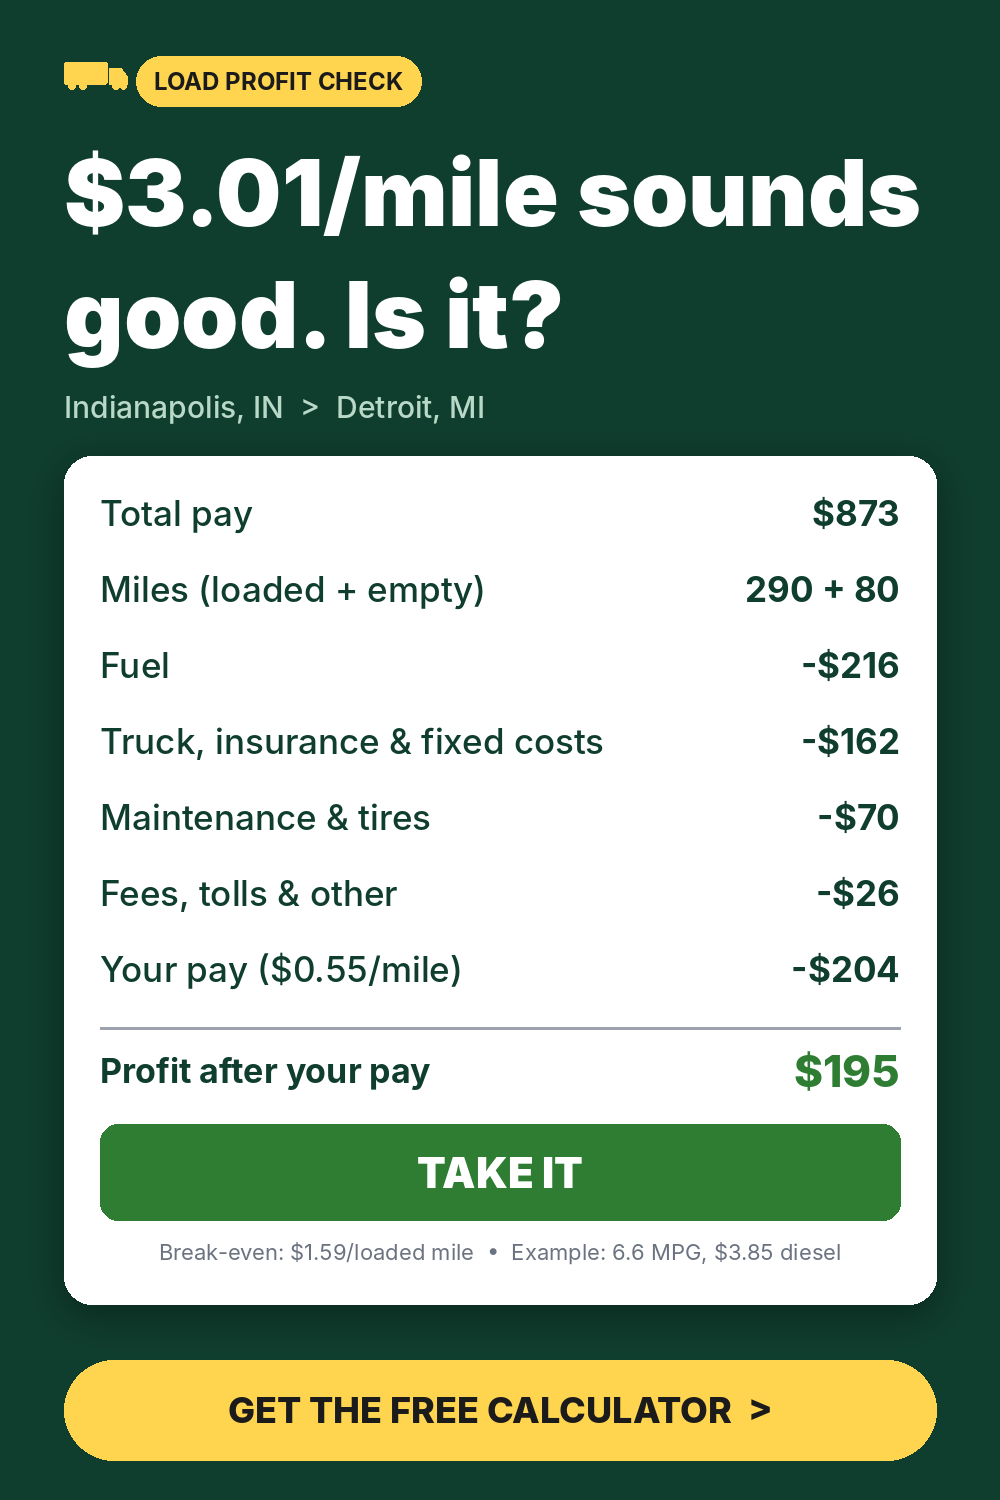 LOAD PROFIT CHECK
$3.01/mile sounds
good. Is it?
Indianapolis, IN > Detroit, MI
Total pay $873
Miles (loaded + empty) 290 + 80
Fuel -$216
Truck, insurance & fixed costs -$162
Maintenance & tires -$70
Fees, tolls & other -$26
Your pay ($0.55/mile) -$204
Profit after your pay $195
TAKE IT
Break-even: $1.59/loaded mile • Example: 6.6 MPG, $3.85 diesel
GET THE FREE CALCULATOR >